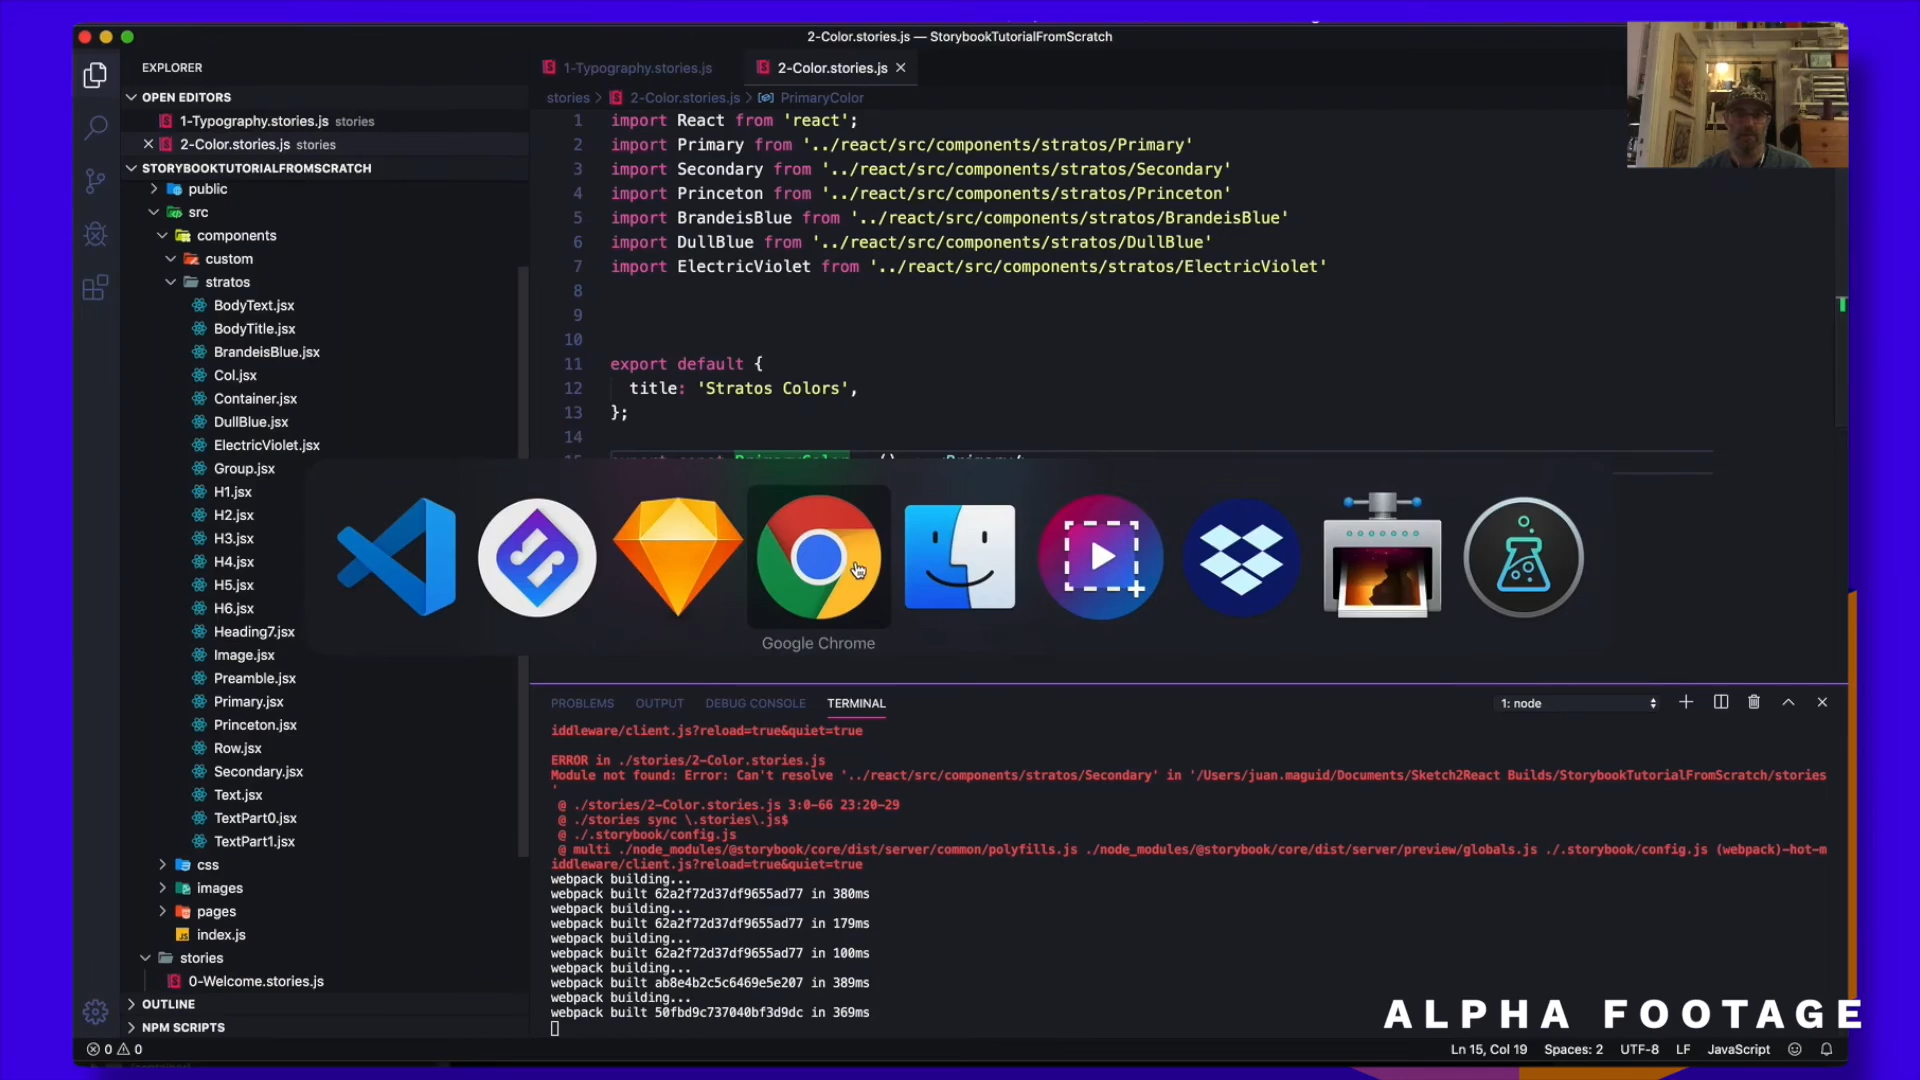 2-Color.stories.js — StorybookTutorialFromScratch
EXPLORER
OPEN EDITORS
1-Typography.stories.js stories
2-Color.stories.js stories
STORYBOOKTUTORIALFROMSCRATCH
public
src
components
custom
stratos
BodyText.jsx
BodyTitle.jsx
BrandeisBlue.jsx
Col.jsx
Container.jsx
DullBlue.jsx
ElectricViolet.jsx
Group.jsx
H1.jsx
H2.jsx
H3.jsx
H4.jsx
H5.jsx
H6.jsx
Heading7.jsx
Image.jsx
Preamble.jsx
Primary.jsx
Princeton.jsx
Row.jsx
Secondary.jsx
Text.jsx
TextPart0.jsx
TextPart1.jsx
css
images
pages
index.js
stories
0-Welcome.stories.js
OUTLINE
NPM SCRIPTS
1-Typography.stories.js
2-Color.stories.js
stories > 2-Color.stories.js > PrimaryColor
1 import React from 'react';
2 import Primary from '../react/src/components/stratos/Primary'
3 import Secondary from '../react/src/components/stratos/Secondary'
4 import Princeton from '../react/src/components/stratos/Princeton'
5 import BrandeisBlue from '../react/src/components/stratos/BrandeisBlue'
6 import DullBlue from '../react/src/components/stratos/DullBlue'
7 import ElectricViolet from '../react/src/components/stratos/ElectricViolet'
8
9
10
11 export default {
12 title: 'Stratos Colors',
13 };
14
Google Chrome
PROBLEMS OUTPUT DEBUG CONSOLE TERMINAL
1: node
iddleware/client.js?reload=true&quiet=true
ERROR in ./stories/2-Color.stories.js
Module not found: Error: Can't resolve '../react/src/components/stratos/Secondary' in '/Users/juan.maguid/Documents/Sketch2React Builds/StorybookTutorialFromScratch/stories
'
@ ./stories/2-Color.stories.js 3:0-66 23:20-29
@ ./stories sync \.stories\.js$
@ ./.storybook/config.js
@ multi ./node_modules/@storybook/core/dist/server/common/polyfills.js ./node_modules/@storybook/core/dist/server/preview/globals.js ./.storybook/config.js (webpack)-hot-m
iddleware/client.js?reload=true&quiet=true
webpack building...
webpack built 62a2f72d37df9655ad77 in 380ms
webpack building...
webpack built 62a2f72d37df9655ad77 in 179ms
webpack building...
webpack built 62a2f72d37df9655ad77 in 100ms
webpack building...
webpack built ab8e4b2c5c6469e5e207 in 389ms
webpack building...
webpack built 50fbd9c737040bf3d9dc in 369ms
ALPHA FOOTAGE
0 0
Ln 15, Col 19 Spaces: 2 UTF-8 LF JavaScript